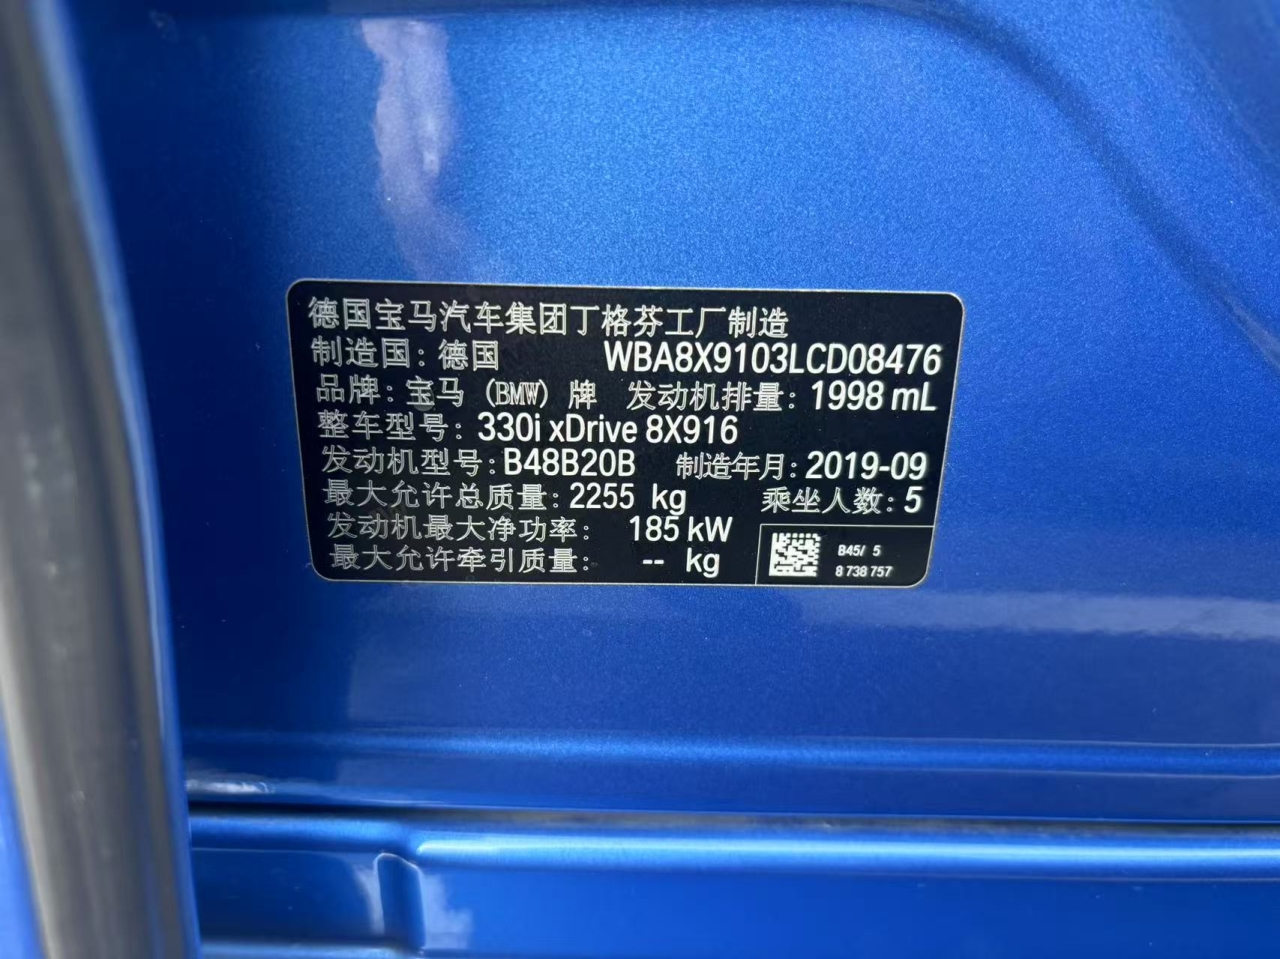 德国宝马汽车集团丁格芬工厂制造
制造国：德国 WBA8X9103LCD08476
品牌：宝马 (BMW) 牌 发动机排量：1998 mL
整车型号：330i xDrive 8X916
发动机型号：B48B20B 制造年月：2019-09
最大允许总质量：2255 kg 乘坐人数：5
发动机最大净功率： 185 kW
最大允许牵引质量： -- kg
B45/ 5
8 738 757